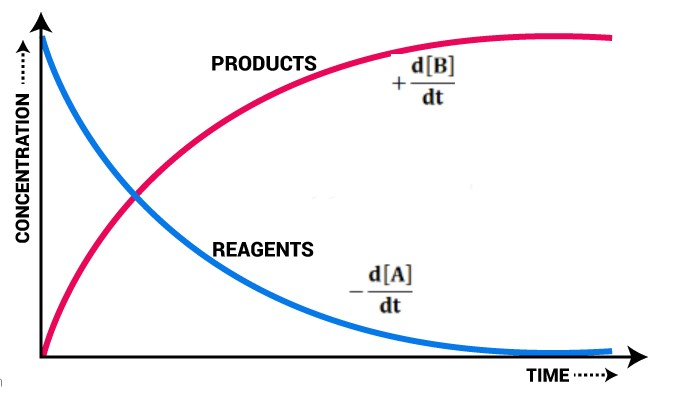 PRODUCTS
+ d[B]
dt
CONCENTRATION
REAGENTS
− d[A]
dt
TIME